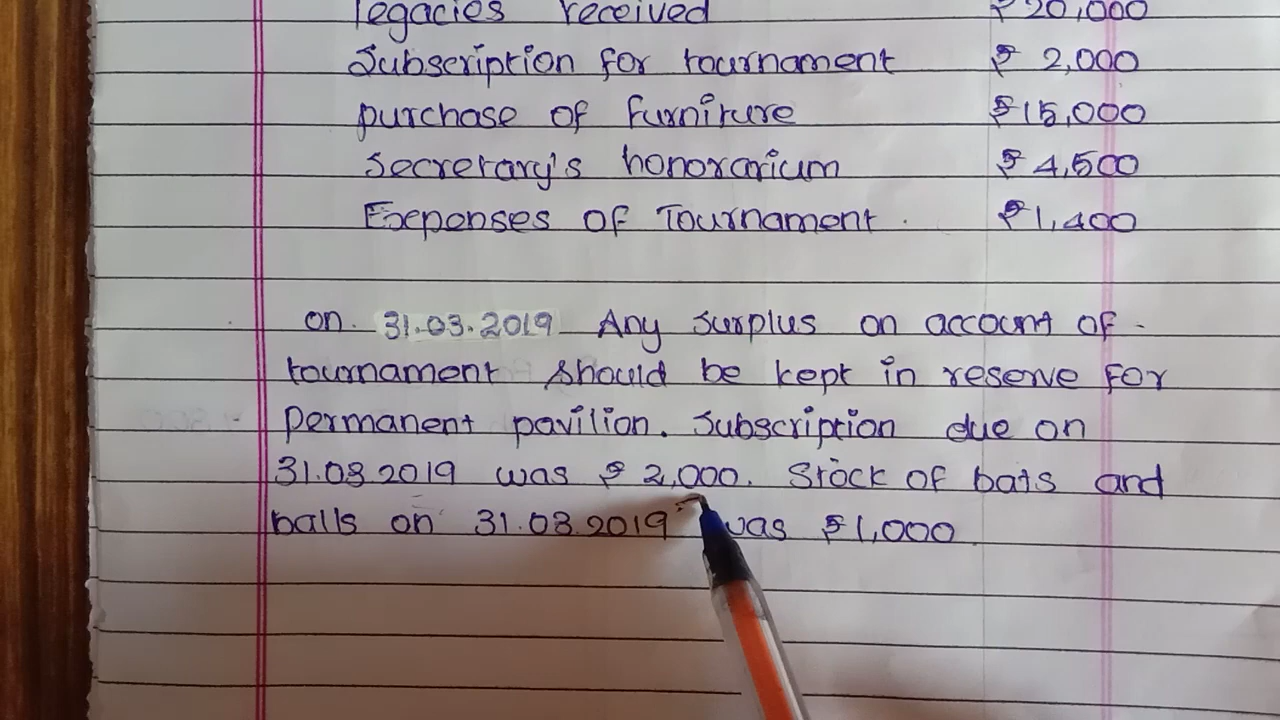 legacies received ₹ 20,000
Subscription for tournament ₹ 2,000
purchase of furniture ₹ 15,000
Secretary's honorarium ₹ 4,500
Expenses of Tournament. ₹ 1,400
on 31.03.2019 Any surplus on account of
tournament should be kept in reserve for
permanent pavilion. Subscription due on
31.03.2019 was ₹ 2,000. Stock of bats and
balls on 31.03.2019 was ₹ 1,000